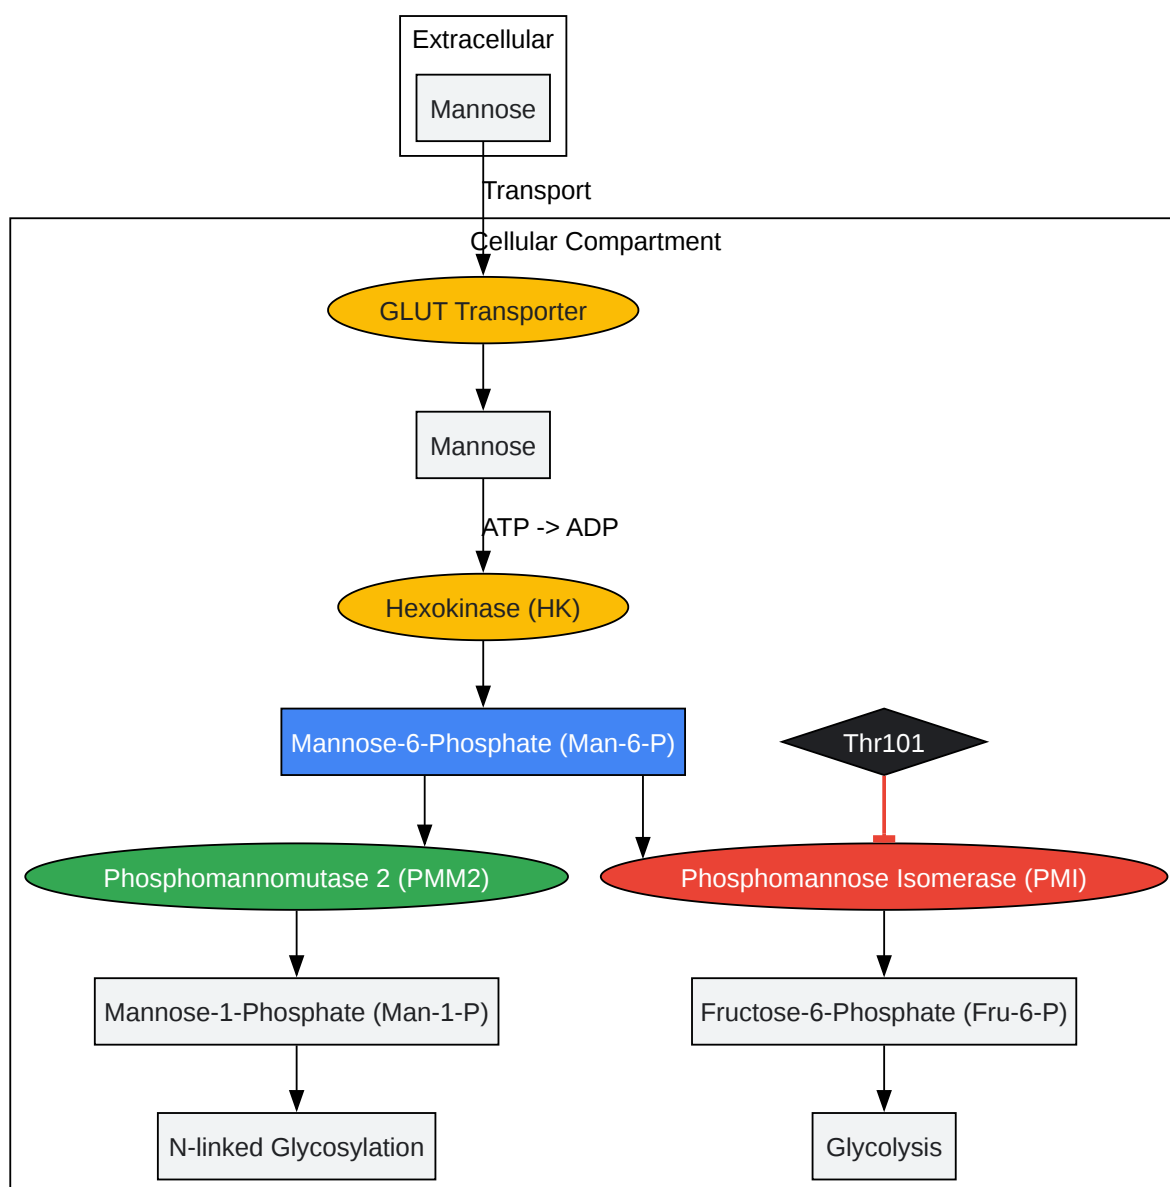 Extracellular
Mannose
Transport
Cellular Compartment
GLUT Transporter
Mannose
ATP -> ADP
Hexokinase (HK)
Mannose-6-Phosphate (Man-6-P)
Thr101
Phosphomannomutase 2 (PMM2)
Phosphomannose Isomerase (PMI)
Mannose-1-Phosphate (Man-1-P)
Fructose-6-Phosphate (Fru-6-P)
N-linked Glycosylation
Glycolysis